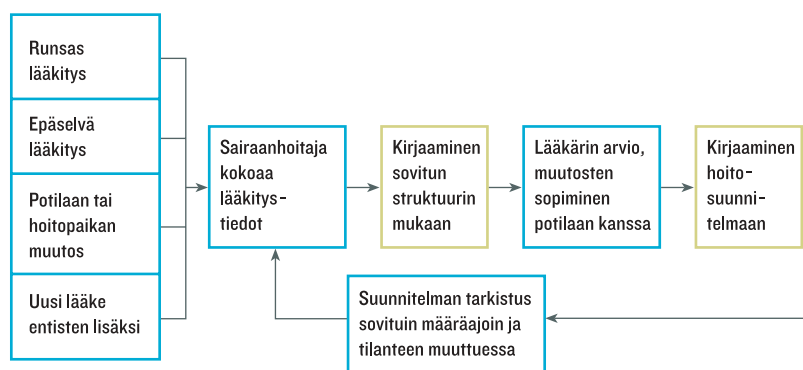 Runsas
lääkitys
Epäselvä
lääkitys
Potilaan tai
hoitopaikan
muutos
Uusi lääke
entisten lisäksi
Sairaanhoitaja
kokoaa
lääkitys-
tiedot
Kirjaaminen
sovitun
struktuurin
mukaan
Lääkärin arvio,
muutosten
sopiminen
potilaan kanssa
Kirjaaminen
hoito-
suunni-
telmaan
Suunnitelman tarkistus
sovituin määräajoin ja
tilanteen muuttuessa